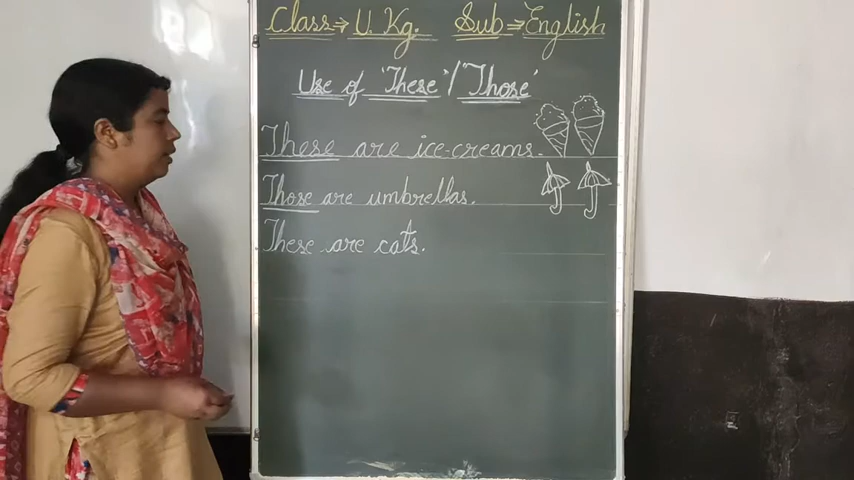 Class⇒ U. Kg. Sub⇒English
Use of 'These'/'Those'
These are ice-creams.
Those are umbrellas.
These are cats.